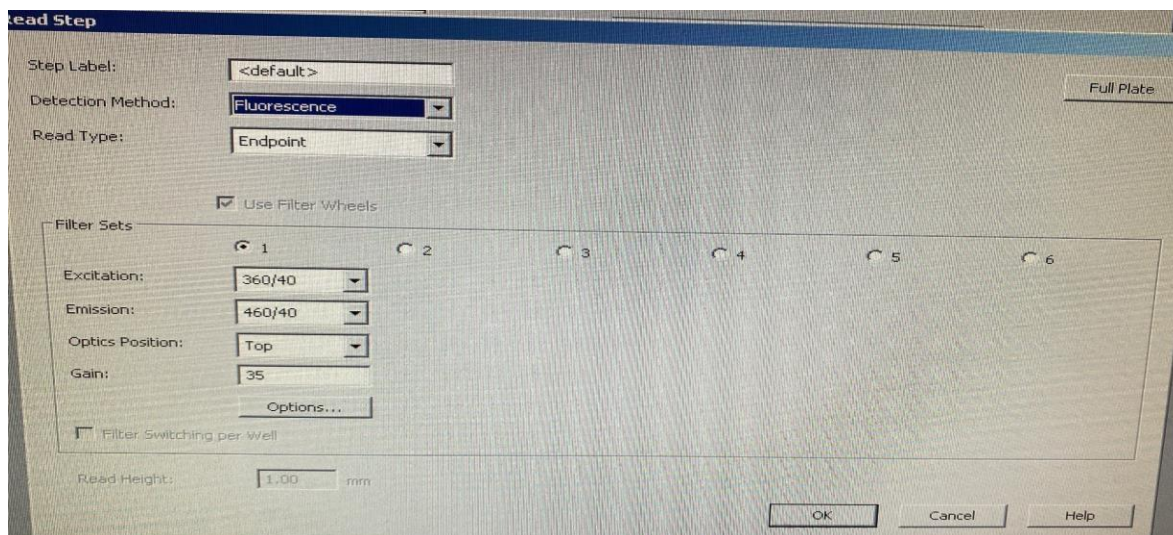 ead Step
Step Label: <default>
Full Plate
Detection Method: Fluorescence
Read Type: Endpoint
Use Filter Wheels
Filter Sets
1 2 3 4 5 6
Excitation: 360/40
Emission: 460/40
Optics Position: Top
Gain: 35
Options...
Filter Switching per Well
Read Height: 1.00 mm
OK Cancel Help